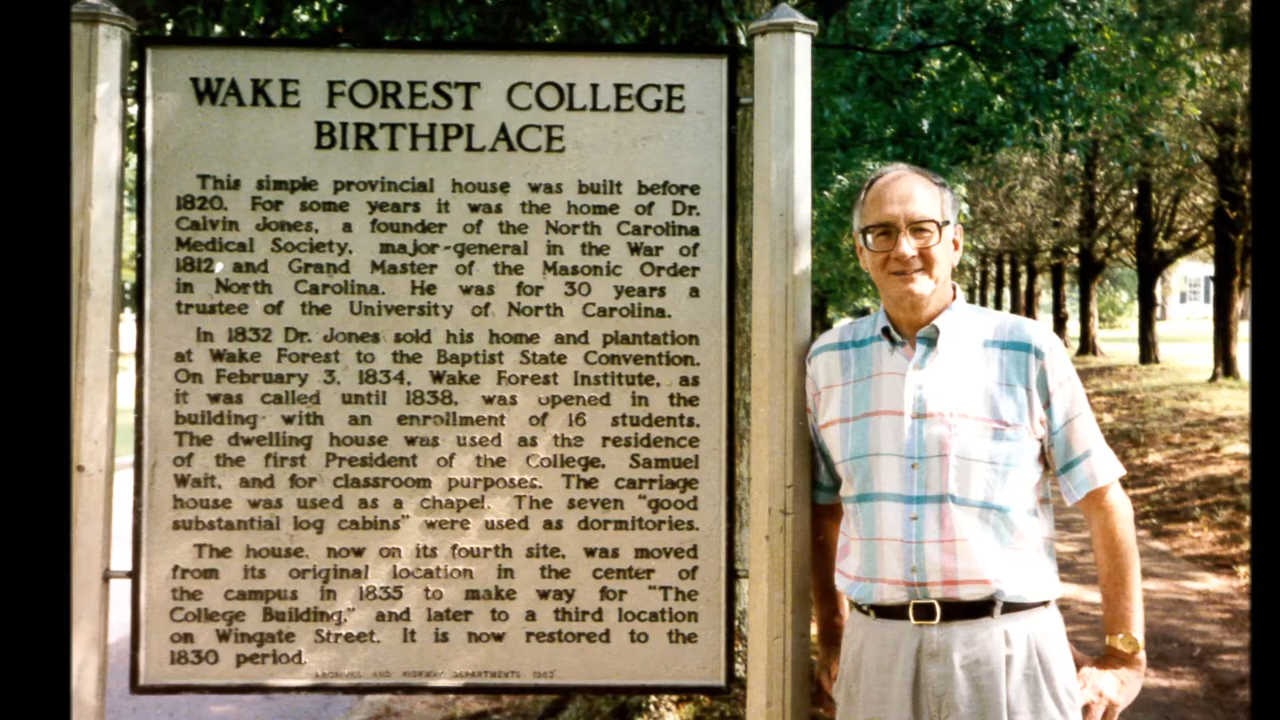 WAKE FOREST COLLEGE
BIRTHPLACE
This simple provincial house was built before
1820. For some years it was the home of Dr.
Calvin Jones, a founder of the North Carolina
Medical Society, major-general in the War of
1812, and Grand Master of the Masonic Order
in North Carolina. He was for 30 years a
trustee of the University of North Carolina.
In 1832 Dr. Jones sold his home and plantation
at Wake Forest to the Baptist State Convention.
On February 3, 1834, Wake Forest Institute, as
it was called until 1838, was opened in the
building with an enrollment of 16 students.
The dwelling house was used as the residence
of the first President of the College, Samuel
Wait, and for classroom purposes. The carriage
house was used as a chapel. The seven "good
substantial log cabins" were used as dormitories.
The house, now on its fourth site, was moved
from its original location in the center of
the campus in 1835 to make way for "The
College Building," and later to a third location
on Wingate Street. It is now restored to the
1830 period.
ARCHIVES AND HIGHWAY DEPARTMENTS 1963